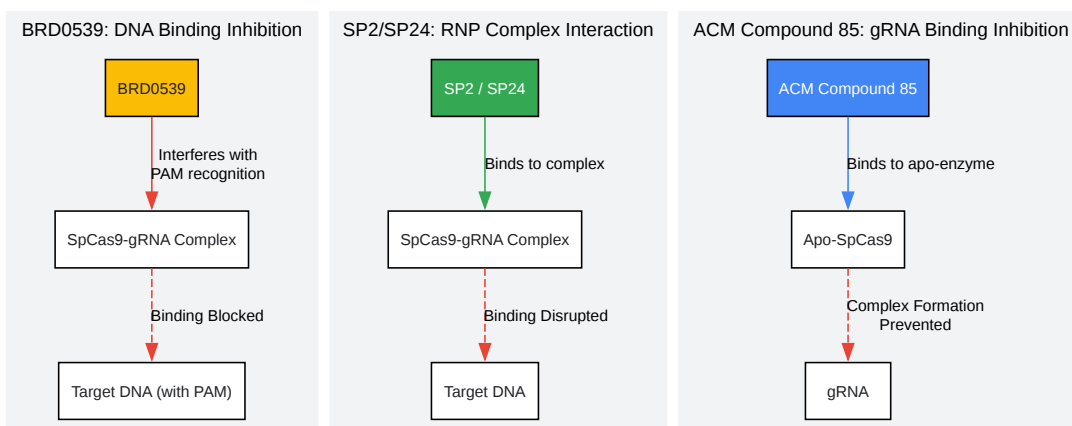 BRD0539: DNA Binding Inhibition
BRD0539
Interferes with
PAM recognition
SpCas9-gRNA Complex
Binding Blocked
Target DNA (with PAM)
SP2/SP24: RNP Complex Interaction
SP2 / SP24
Binds to complex
SpCas9-gRNA Complex
Binding Disrupted
Target DNA
ACM Compound 85: gRNA Binding Inhibition
ACM Compound 85
Binds to apo-enzyme
Apo-SpCas9
Complex Formation
Prevented
gRNA